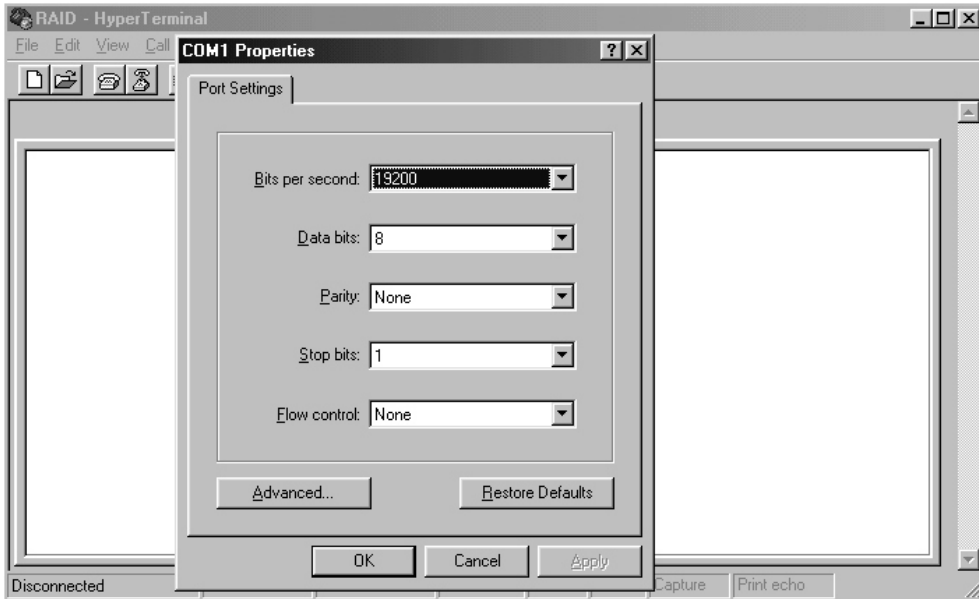 RAID - HyperTerminal
File Edit View Call
COM1 Properties
Port Settings
Bits per second: 19200
Data bits: 8
Parity: None
Stop bits: 1
Flow control: None
Advanced...
Restore Defaults
OK
Cancel
Apply
Disconnected
Capture
Print echo